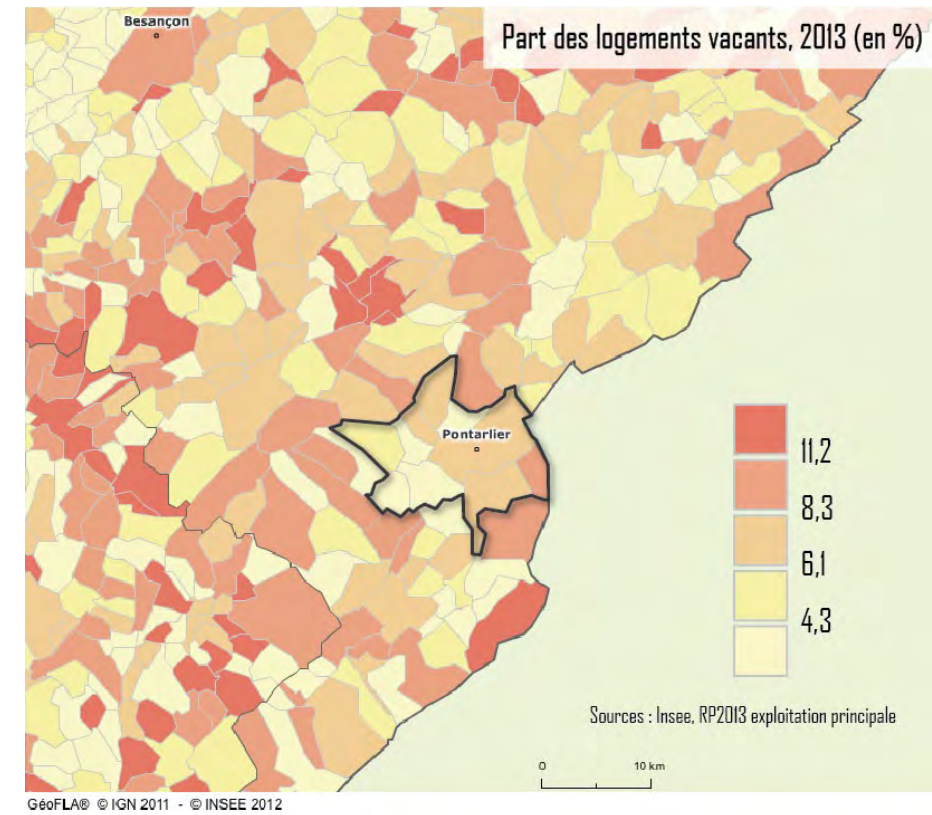 Besançon
Part des logements vacants, 2013 (en %)
Pontarlier
11,2
8,3
6,1
4,3
Sources : Insee, RP2013 exploitation principale
0 10 km
GéoFLA® © IGN 2011 - © INSEE 2012